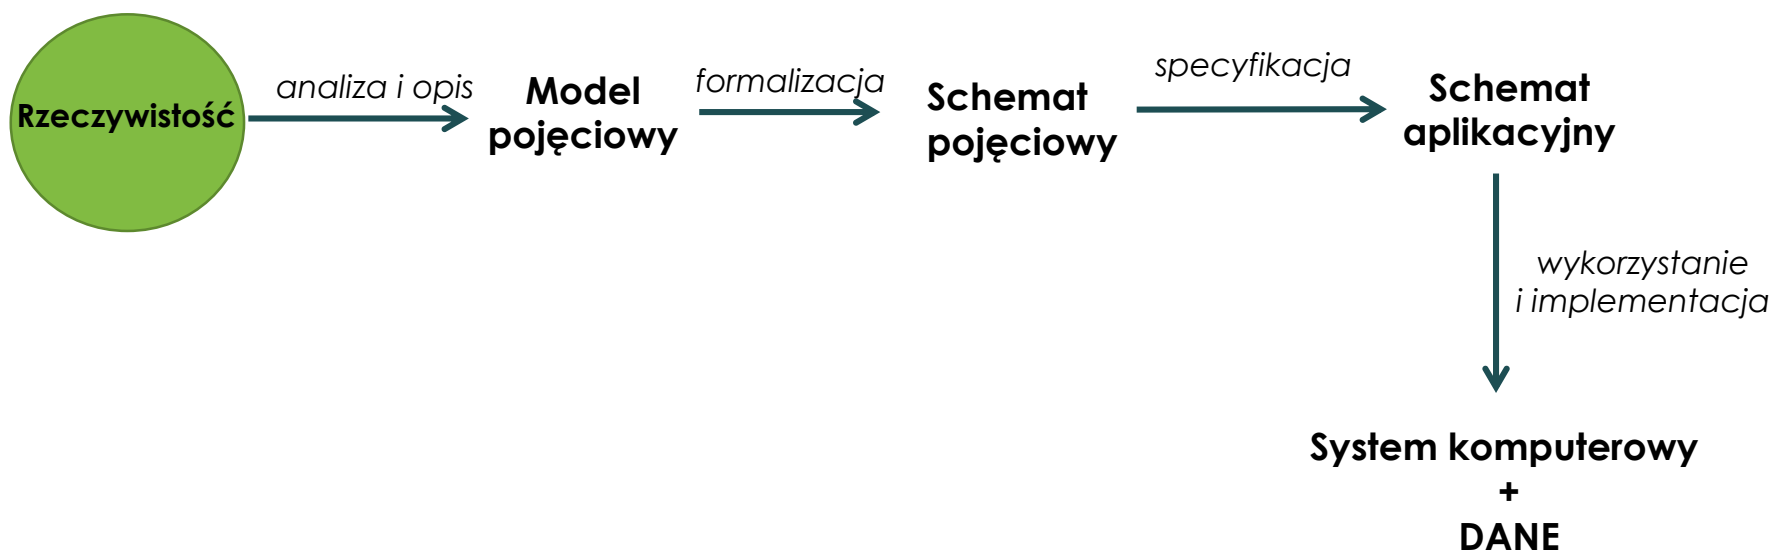 Rzeczywistość
analiza i opis
Model
pojęciowy
formalizacja
Schemat
pojęciowy
specyfikacja
Schemat
aplikacyjny
wykorzystanie
i implementacja
System komputerowy
+
DANE